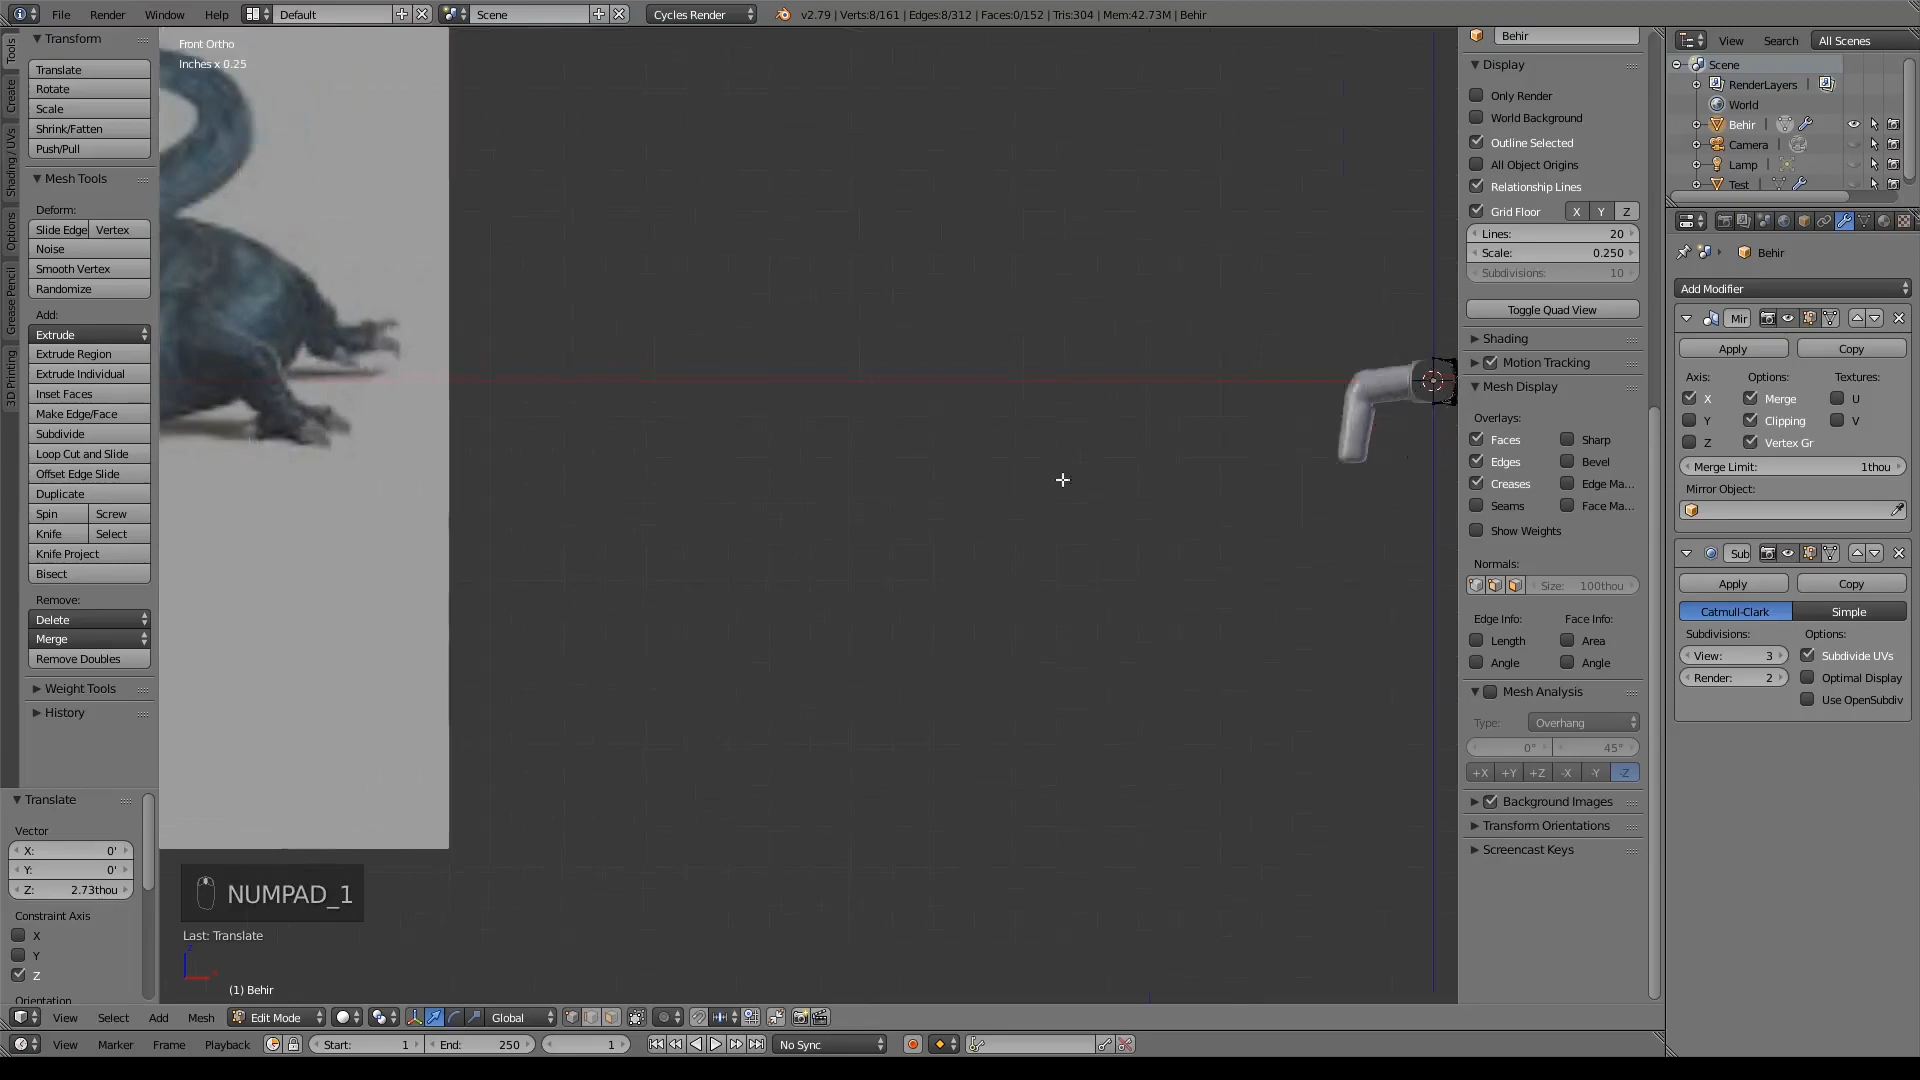 File Render Window Help Default Scene Cycles Render v2.79 | Verts:8/161 | Edges:8/312 | Faces:0/152 | Tris:304 | Mem:42.73M | Behir
Tools
Create
Shading / UVs
Options
Grease Pencil
3D Printing
Transform
Translate
Rotate
Scale
Shrink/Fatten
Push/Pull
Mesh Tools
Deform:
Slide Edge Vertex
Noise
Smooth Vertex
Randomize
Add:
Extrude
Extrude Region
Extrude Individual
Inset Faces
Make Edge/Face
Subdivide
Loop Cut and Slide
Offset Edge Slide
Duplicate
Spin Screw
Knife Select
Knife Project
Bisect
Remove:
Delete
Merge
Remove Doubles
Weight Tools
History
Translate
Vector
X: 0'
Y: 0'
Z: 2.73thou
Constraint Axis
X
Y
Z
Orientation
Front Ortho
Inches x 0.25
NUMPAD_1
Last: Translate
(1) Behir
Behir
Display
Only Render
World Background
Outline Selected
All Object Origins
Relationship Lines
Grid Floor X Y Z
Lines: 20
Scale: 0.250
Subdivisions: 10
Toggle Quad View
Shading
Motion Tracking
Mesh Display
Overlays:
Faces Sharp
Edges Bevel
Creases Edge Ma...
Seams Face Ma...
Show Weights
Normals:
Size: 100thou
Edge Info: Face Info:
Length Area
Angle Angle
Mesh Analysis
Type: Overhang
0° 45°
+X +Y +Z -X -Y -Z
Background Images
Transform Orientations
Screencast Keys
View Search All Scenes
Scene
RenderLayers
World
Behir
Camera
Lamp
Test
Behir
Add Modifier
Mir
Apply Copy
Axis: Options: Textures:
X Merge U
Y Clipping V
Z Vertex Gr
Merge Limit: 1thou
Mirror Object:
Sub
Apply Copy
Catmull-Clark Simple
Subdivisions: Options:
View: 3 Subdivide UVs
Render: 2 Optimal Display
Use OpenSubdiv
View Select Add Mesh Edit Mode Global
View Marker Frame Playback Start: 1 End: 250 1 No Sync